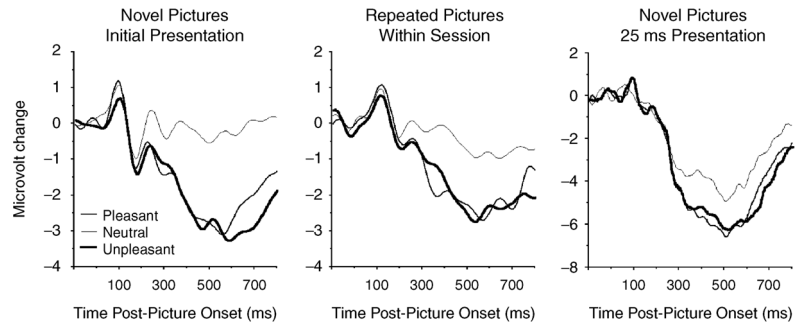 Novel Pictures
Initial Presentation
Repeated Pictures
Within Session
Novel Pictures
25 ms Presentation
Microvolt change
2
1
0
–1
–2
–3
–4
Pleasant
Neutral
Unpleasant
100 300 500 700
Time Post-Picture Onset (ms)
2
1
0
–1
–2
–3
–4
100 300 500 700
Time Post-Picture Onset (ms)
2
0
–2
–4
–6
–8
100 300 500 700
Time Post-Picture Onset (ms)